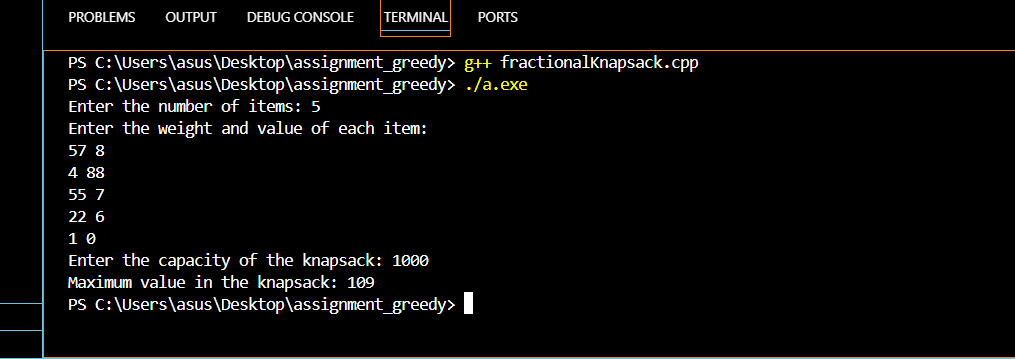 PROBLEMS OUTPUT DEBUG CONSOLE TERMINAL PORTS
PS C:\Users\asus\Desktop\assignment_greedy> g++ fractionalKnapsack.cpp
PS C:\Users\asus\Desktop\assignment_greedy> ./a.exe
Enter the number of items: 5
Enter the weight and value of each item:
57 8
4 88
55 7
22 6
1 0
Enter the capacity of the knapsack: 1000
Maximum value in the knapsack: 109
PS C:\Users\asus\Desktop\assignment_greedy>